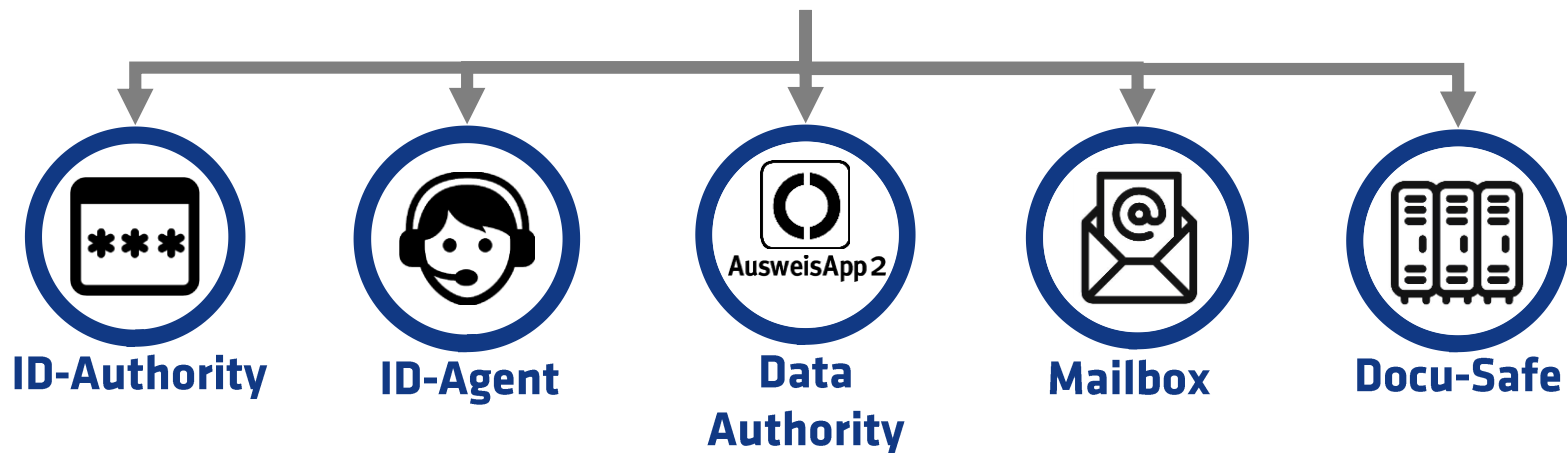 AusweisApp2
ID-Authority
ID-Agent
Data
Authority
Mailbox
Docu-Safe